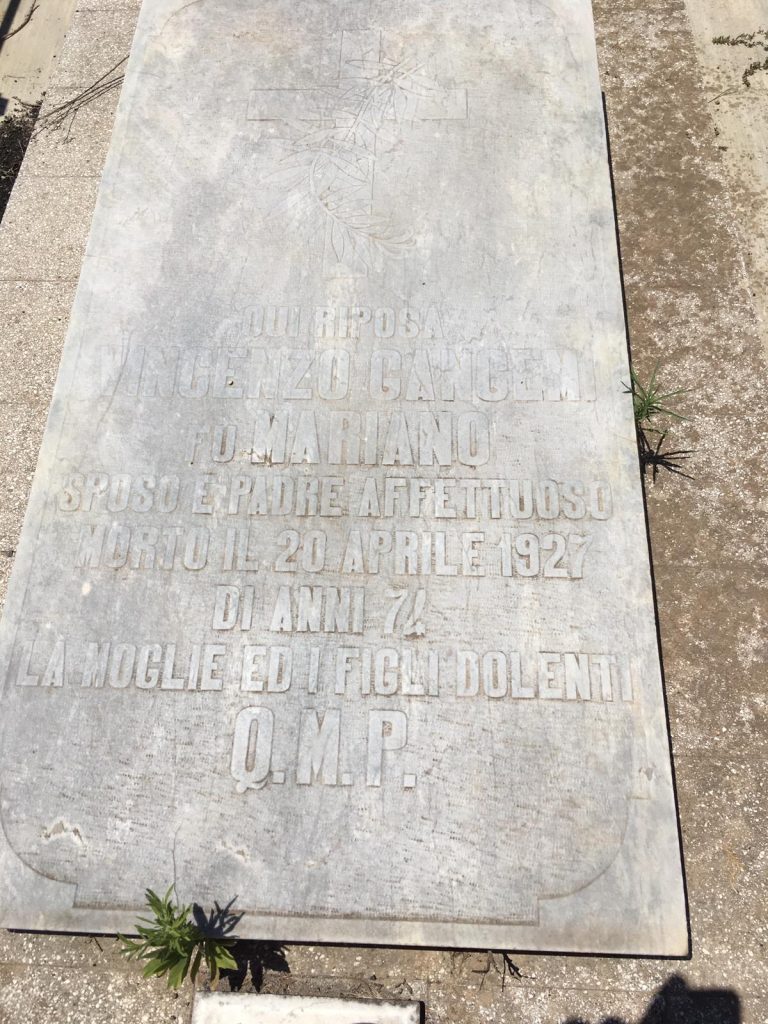 QUI RIPOSA
VINCENZO CANGEMI
FU MARIANO
SPOSO E PADRE AFFETTUOSO
MORTO IL 20 APRILE 1927
DI ANNI 74
LA MOGLIE ED I FIGLI DOLENTI
Q.M.P.